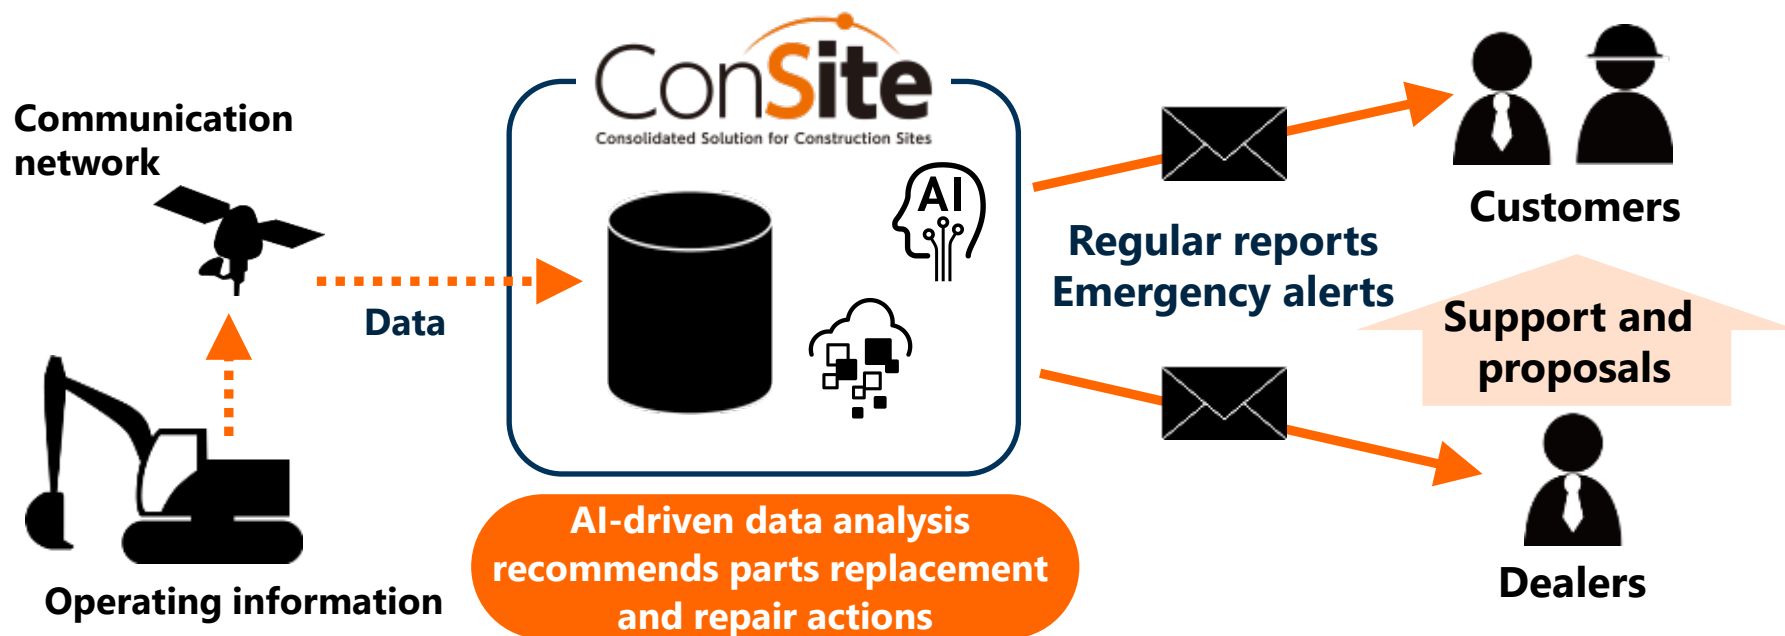 Communication
network
Data
Operating information
ConSite
Consolidated Solution for Construction Sites
AI
AI-driven data analysis
recommends parts replacement
and repair actions
Regular reports
Emergency alerts
Customers
Support and
proposals
Dealers